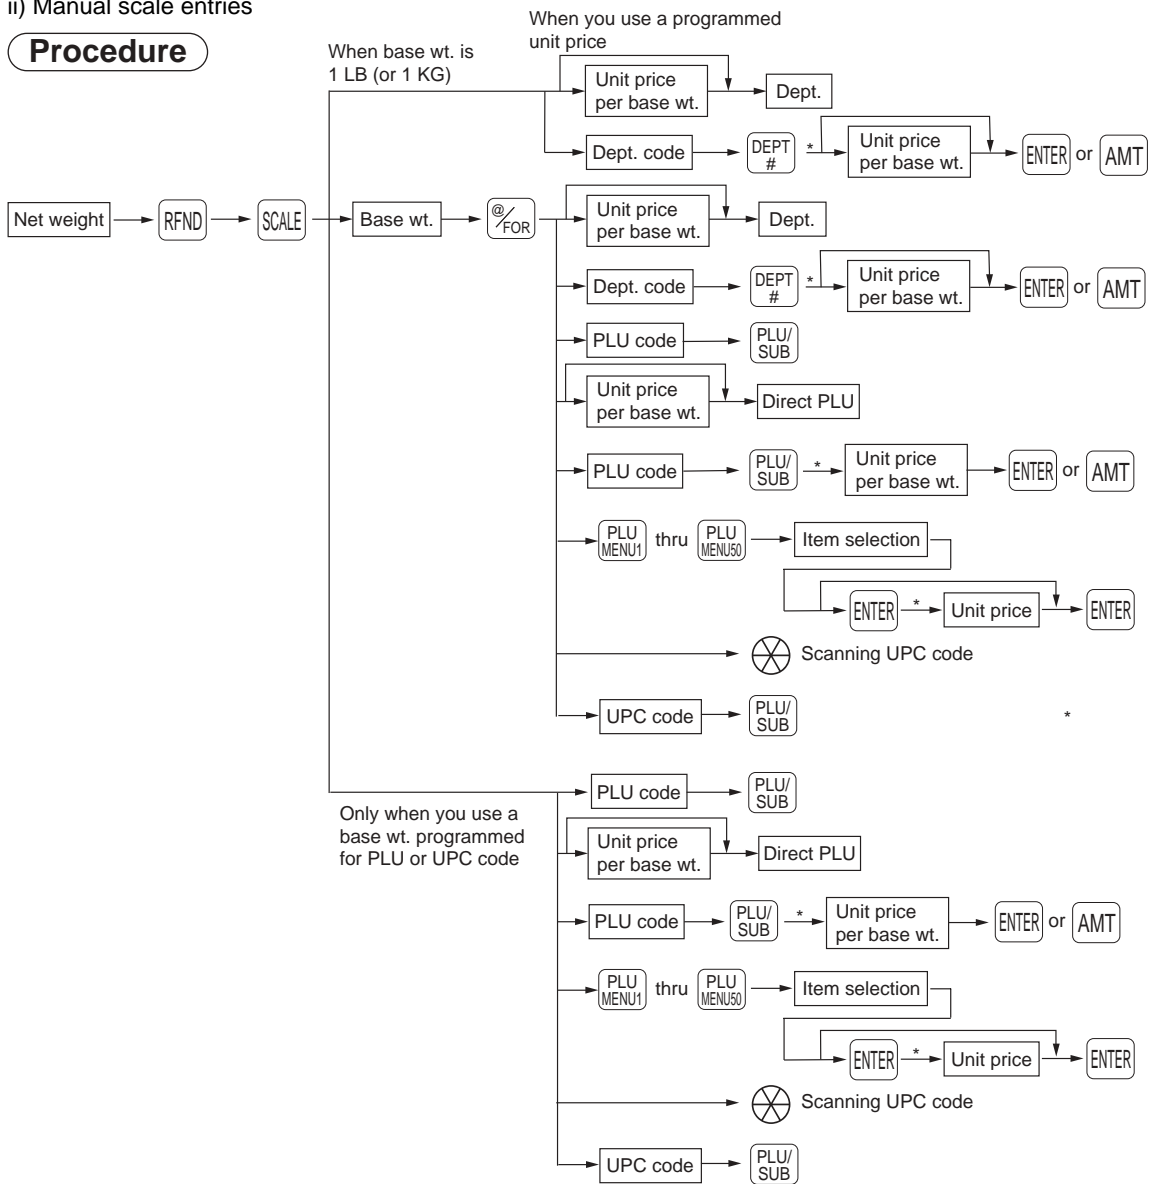 ii) Manual scale entries
Procedure
When you use a programmed
unit price
When base wt. is
1 LB (or 1 KG)
Unit price
per base wt.
Dept.
Dept. code
DEPT
#
*
Unit price
per base wt.
ENTER or AMT
Net weight
RFND
SCALE
Base wt.
@/FOR
Unit price
per base wt.
Dept.
Dept. code
DEPT
#
*
Unit price
per base wt.
ENTER or AMT
PLU code
PLU/
SUB
Unit price
per base wt.
Direct PLU
PLU code
PLU/
SUB
*
Unit price
per base wt.
ENTER or AMT
PLU
MENU1
thru
PLU
MENU50
Item selection
ENTER
*
Unit price
ENTER
Scanning UPC code
UPC code
PLU/
SUB
*
PLU code
PLU/
SUB
Only when you use a
base wt. programmed
for PLU or UPC code
Unit price
per base wt.
Direct PLU
PLU code
PLU/
SUB
*
Unit price
per base wt.
ENTER or AMT
PLU
MENU1
thru
PLU
MENU50
Item selection
ENTER
*
Unit price
ENTER
Scanning UPC code
UPC code
PLU/
SUB